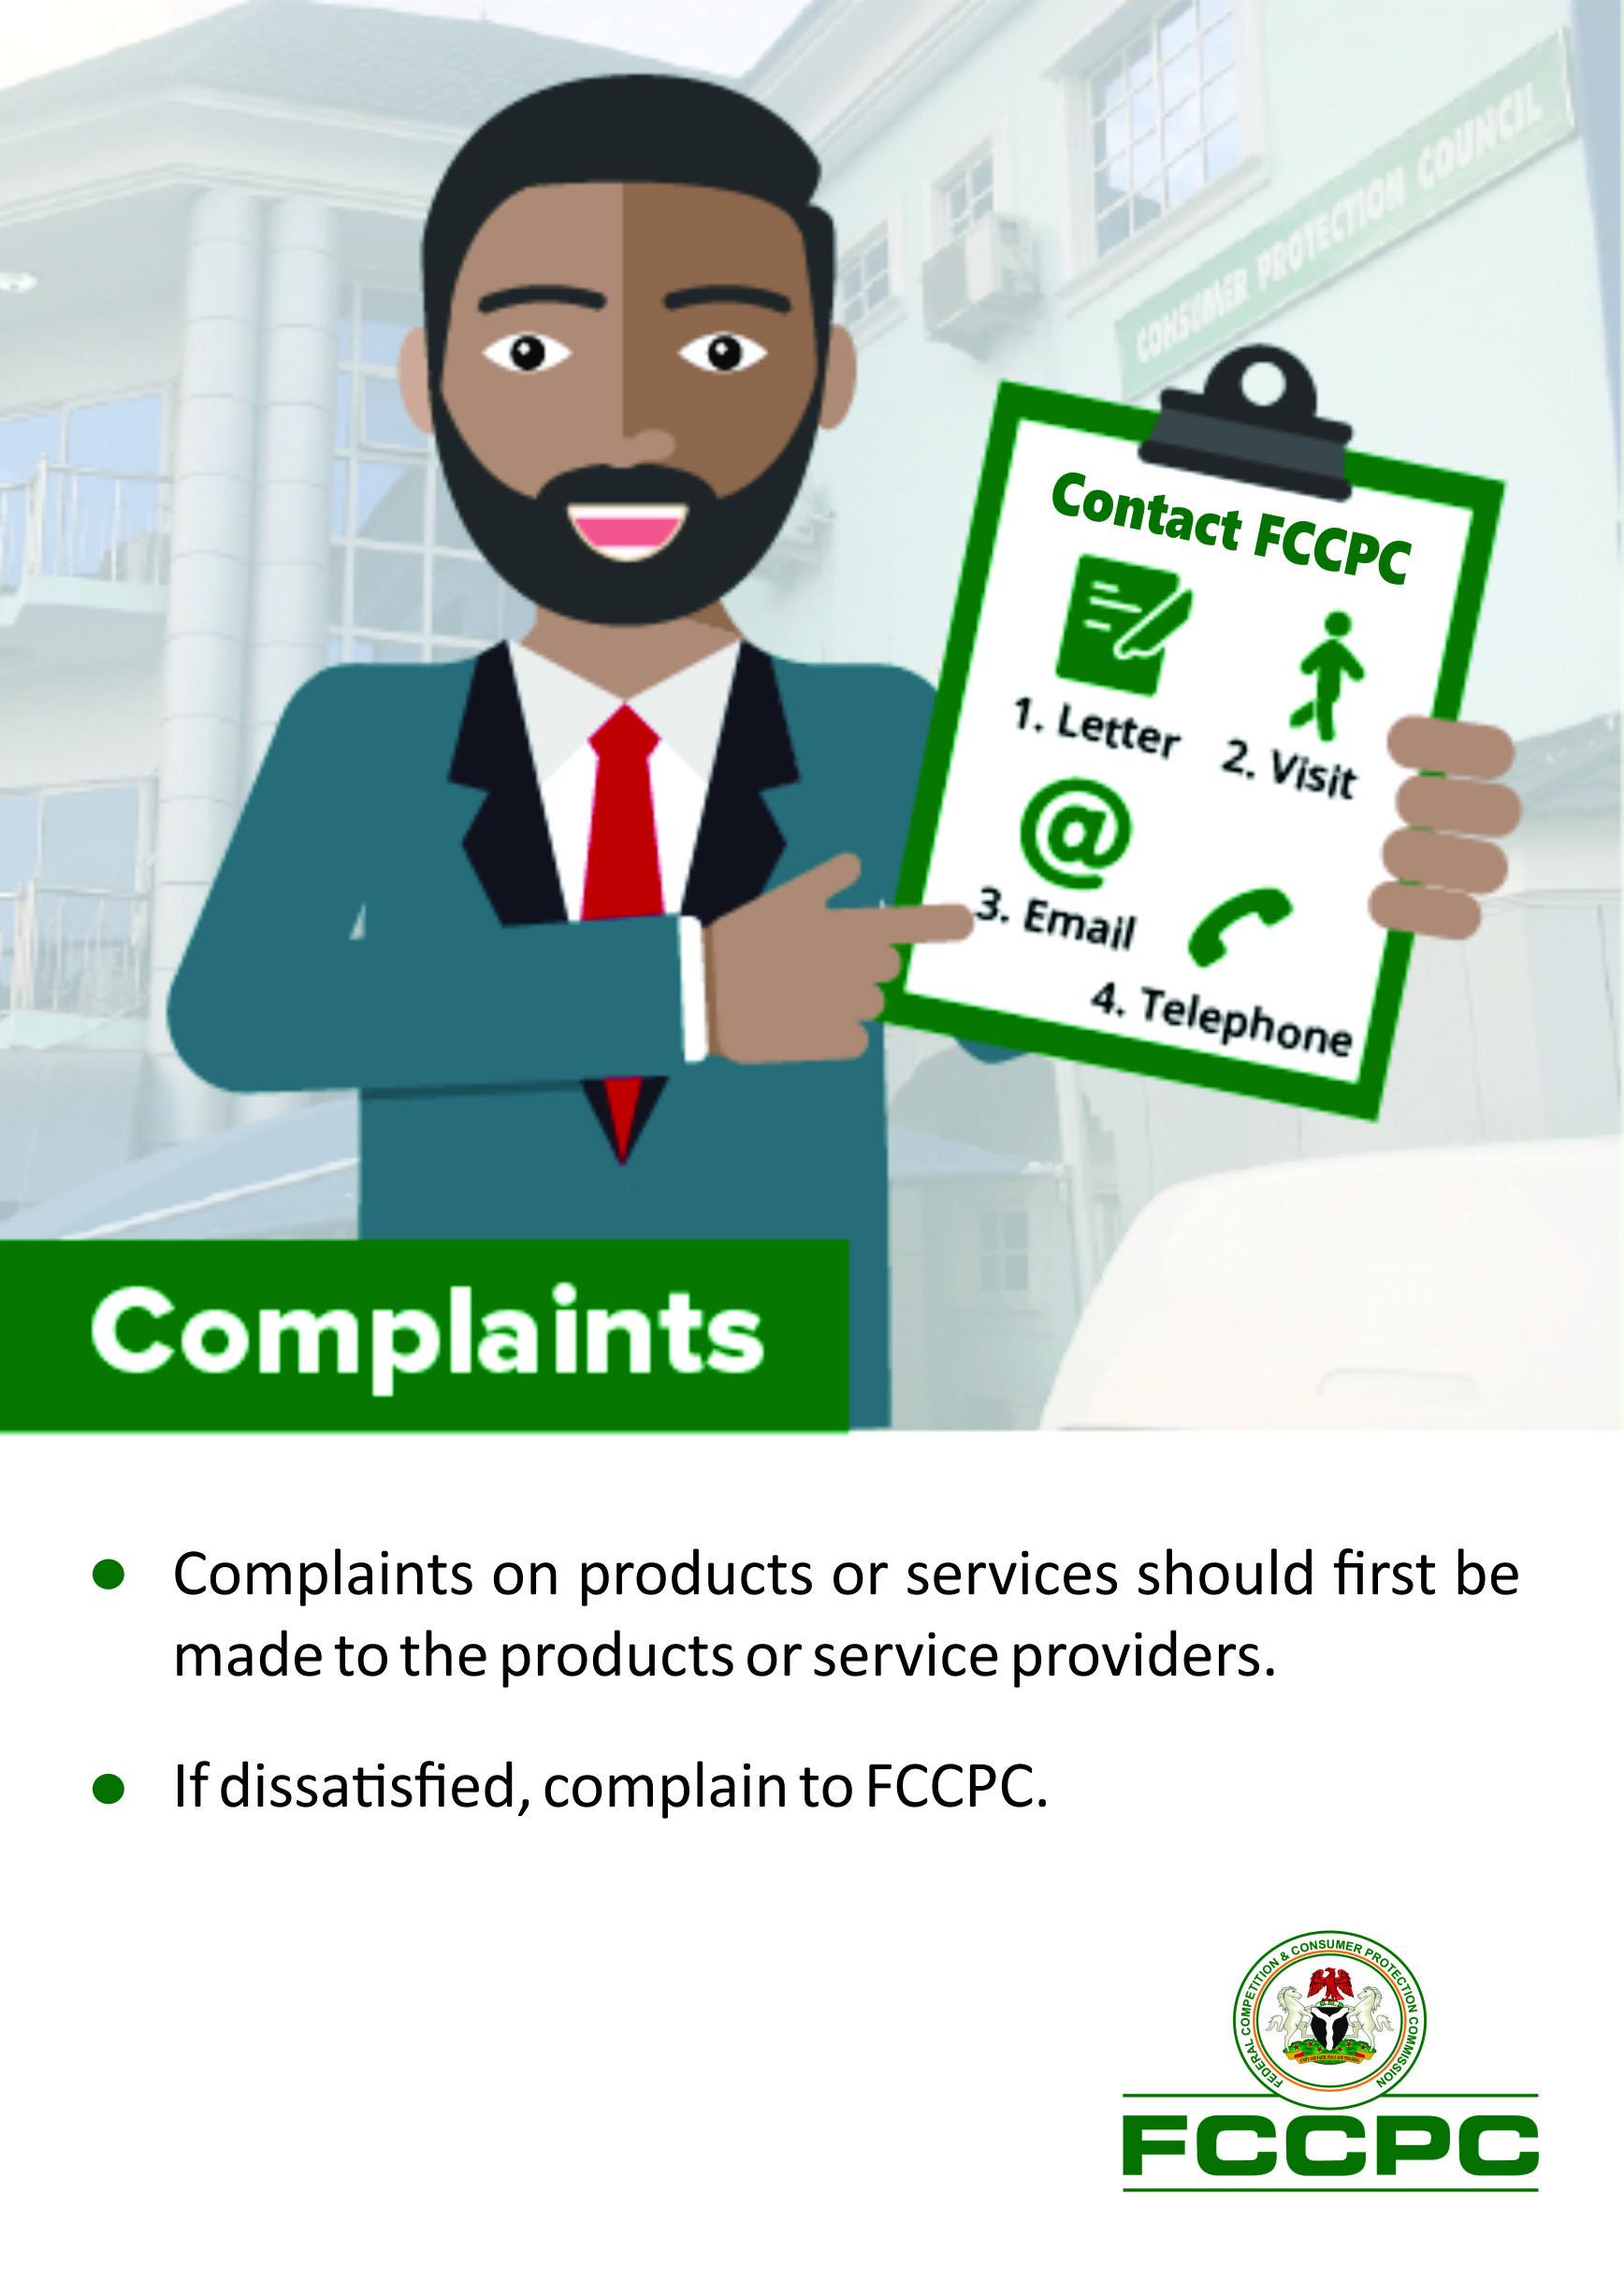 CONSUMER PROTECTION COUNCIL
Contact FCCPC
1. Letter
2. Visit
3. Email
4. Telephone
Complaints
Complaints on products or services should first be
made to the products or service providers.
If dissatisfied, complain to FCCPC.
FEDERAL COMPETITION & CONSUMER PROTECTION COMMISSION
FCCPC